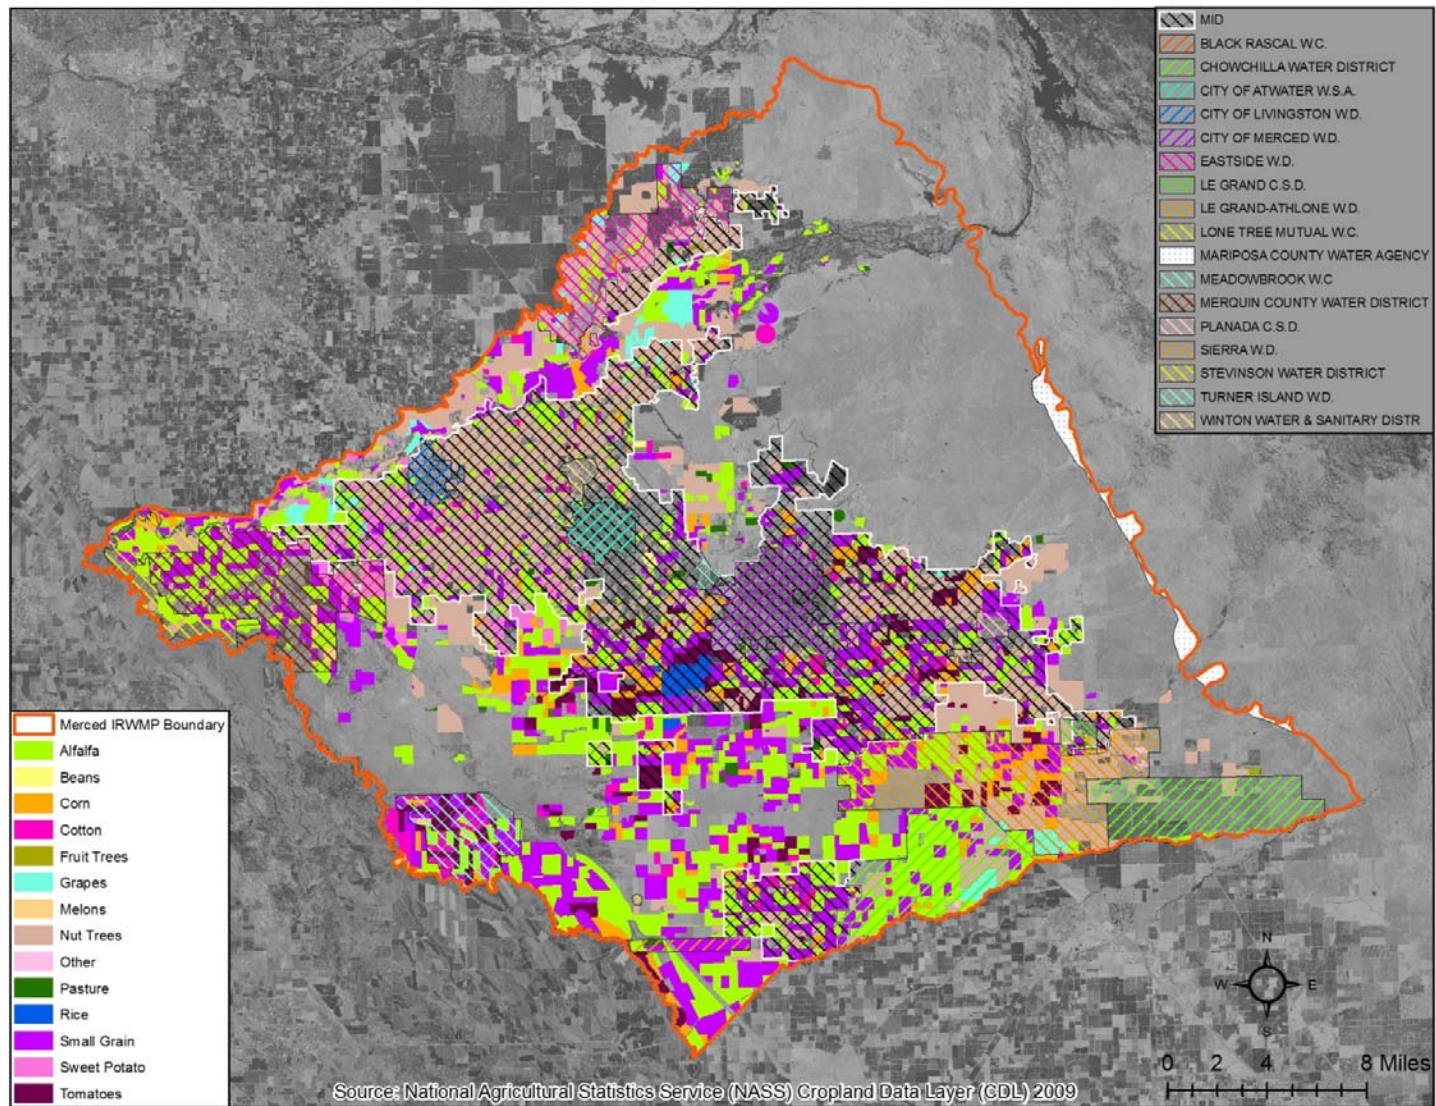 MID
BLACK RASCAL W.C.
CHOWCHILLA WATER DISTRICT
CITY OF ATWATER W.S.A.
CITY OF LIVINGSTON W.D.
CITY OF MERCED W.D.
EASTSIDE W.D.
LE GRAND C.S.D.
LE GRAND-ATHLONE W.D.
LONE TREE MUTUAL W.C.
MARIPOSA COUNTY WATER AGENCY
MEADOWBROOK W.C
MERQUIN COUNTY WATER DISTRICT
PLANADA C.S.D.
SIERRA W.D.
STEVINSON WATER DISTRICT
TURNER ISLAND W.D.
WINTON WATER & SANITARY DISTR
Merced IRWMP Boundary
Alfalfa
Beans
Corn
Cotton
Fruit Trees
Grapes
Melons
Nut Trees
Other
Pasture
Rice
Small Grain
Sweet Potato
Tomatoes
N
W E
S
0 2 4 8 Miles
Source: National Agricultural Statistics Service (NASS) Cropland Data Layer (CDL) 2009